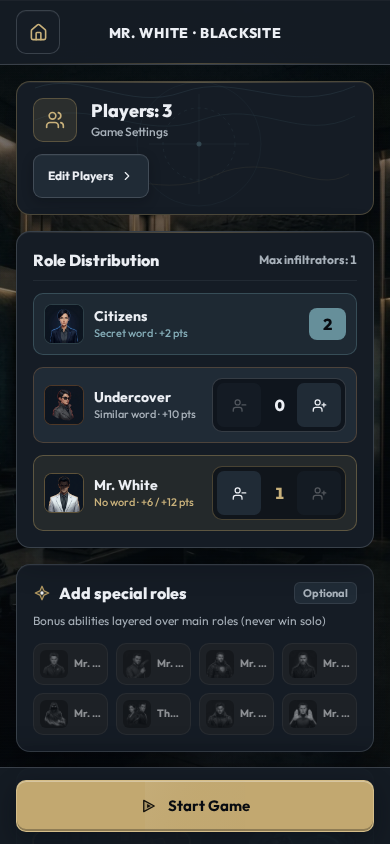 MR. WHITE · BLACKSITE
Players: 3
Game Settings
Edit Players
Role Distribution
Max infiltrators: 1
Citizens
Secret word · +2 pts
2
Undercover
Similar word · +10 pts
0
Mr. White
No word · +6 / +12 pts
1
Add special roles
Optional
Bonus abilities layered over main roles (never win solo)
Mr. ...
Mr. ...
Mr. ...
Mr. ...
Mr. ...
Th...
Mr. ...
Mr. ...
Start Game